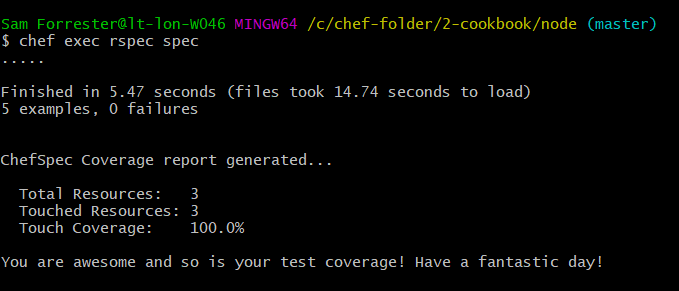 Sam Forrester@lt-lon-W046 MINGW64 /c/chef-folder/2-cookbook/node (master)
$ chef exec rspec spec
.....
Finished in 5.47 seconds (files took 14.74 seconds to load)
5 examples, 0 failures
ChefSpec Coverage report generated...
Total Resources: 3
Touched Resources: 3
Touch Coverage: 100.0%
You are awesome and so is your test coverage! Have a fantastic day!